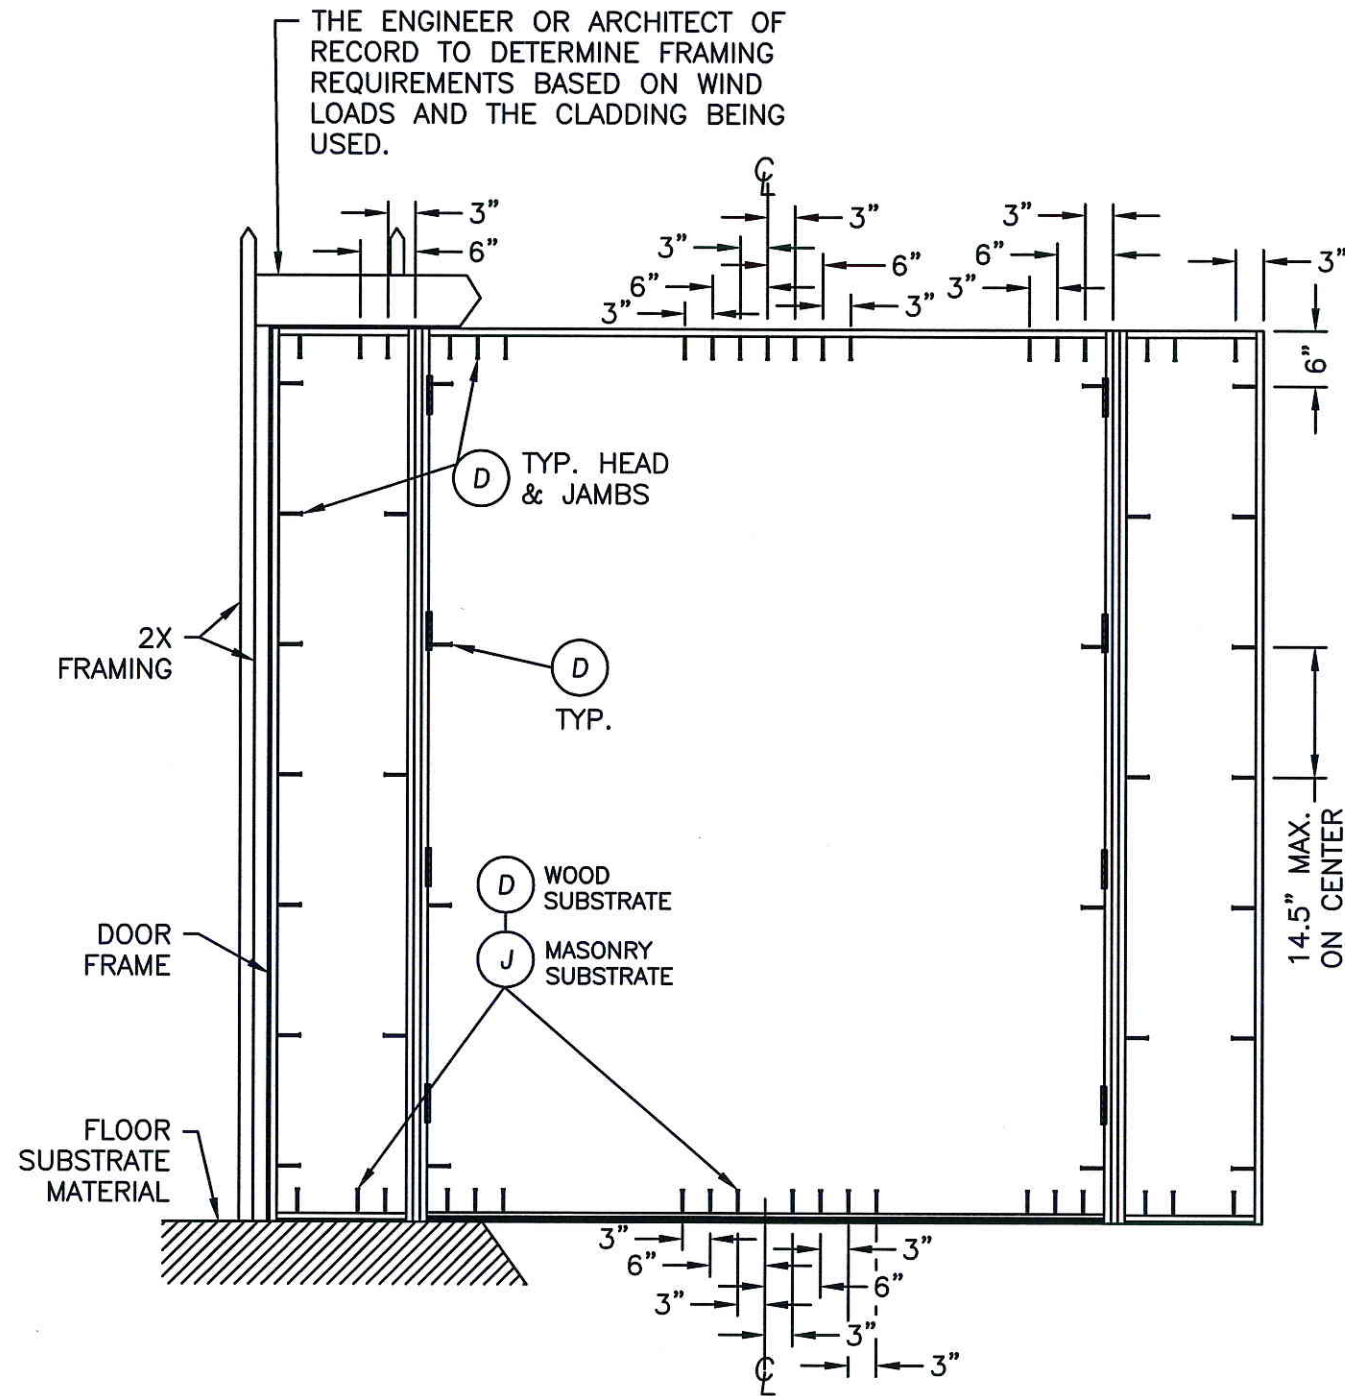 THE ENGINEER OR ARCHITECT OF
RECORD TO DETERMINE FRAMING
REQUIREMENTS BASED ON WIND
LOADS AND THE CLADDING BEING
USED.
℄
3"
6"
3"
3"
6"
6"
3"
3"
3"
6"
3"
3"
6"
D
TYP. HEAD
& JAMBS
2X
FRAMING
D
TYP.
14.5" MAX.
ON CENTER
D
WOOD
SUBSTRATE
J
MASONRY
SUBSTRATE
DOOR
FRAME
FLOOR
SUBSTRATE
MATERIAL
3"
6"
3"
3"
6"
3"
3"
℄